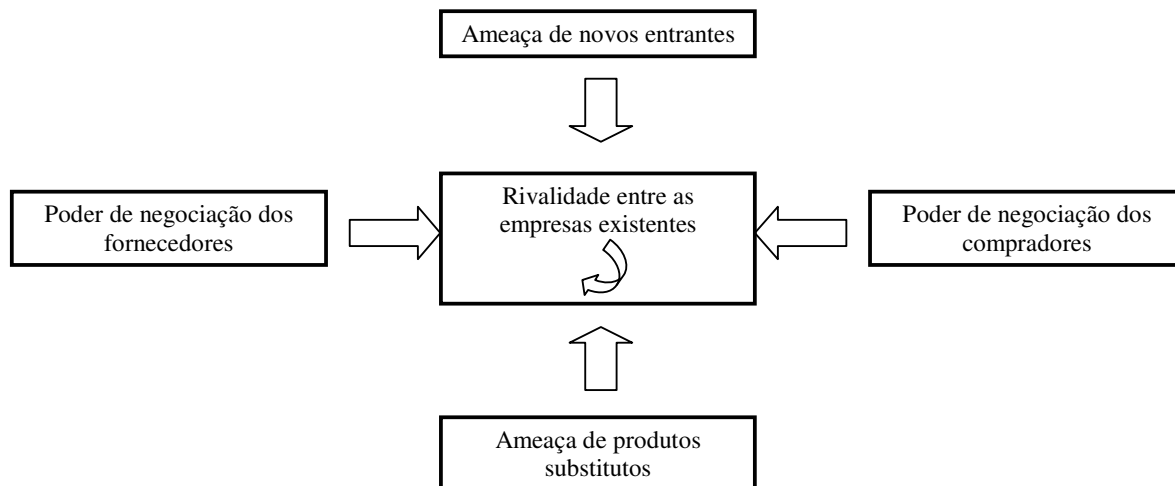 Ameaça de novos entrantes
Poder de negociação dos
fornecedores
Rivalidade entre as
empresas existentes
Poder de negociação dos
compradores
Ameaça de produtos
substitutos